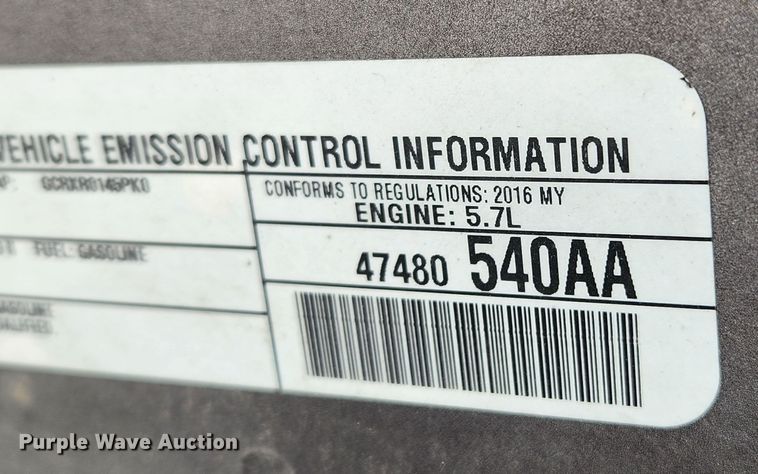 VEHICLE EMISSION CONTROL INFORMATION
GCRXR0145PK0
CONFORMS TO REGULATIONS: 2016 MY
ENGINE: 5.7L
FUEL: GASOLINE
47480 540AA
GASOLINE
Purple Wave Auction